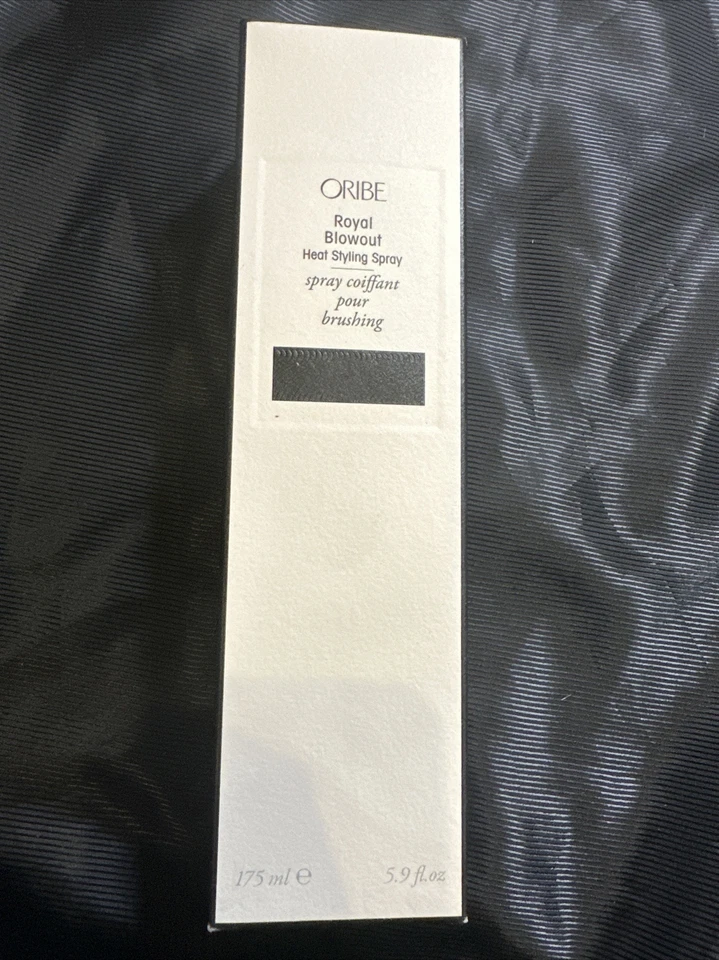 ORIBE
Royal
Blowout
Heat Styling Spray
spray coiffant
pour
brushing
175 ml ℮
5.9 fl.oz